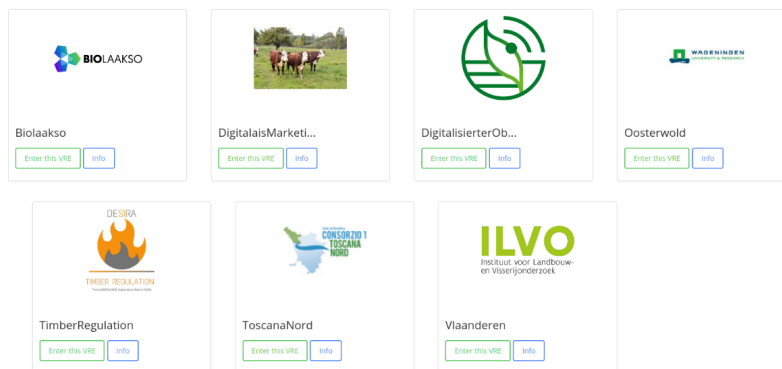 BIOLAAKSO
WAGENINGEN
UNIVERSITY & RESEARCH
Biolaakso
DigitalaisMarketi...
DigitalisierterOb...
Oosterwold
Enter this VRE Info
Enter this VRE Info
Enter this VRE Info
Enter this VRE Info
DESIRA
TIMBER REGULATION
CONSORZIO 1
TOSCANA
NORD
ILVO
Instituut voor Landbouw-
en Visserijonderzoek
TimberRegulation
ToscanaNord
Vlaanderen
Enter this VRE Info
Enter this VRE Info
Enter this VRE Info